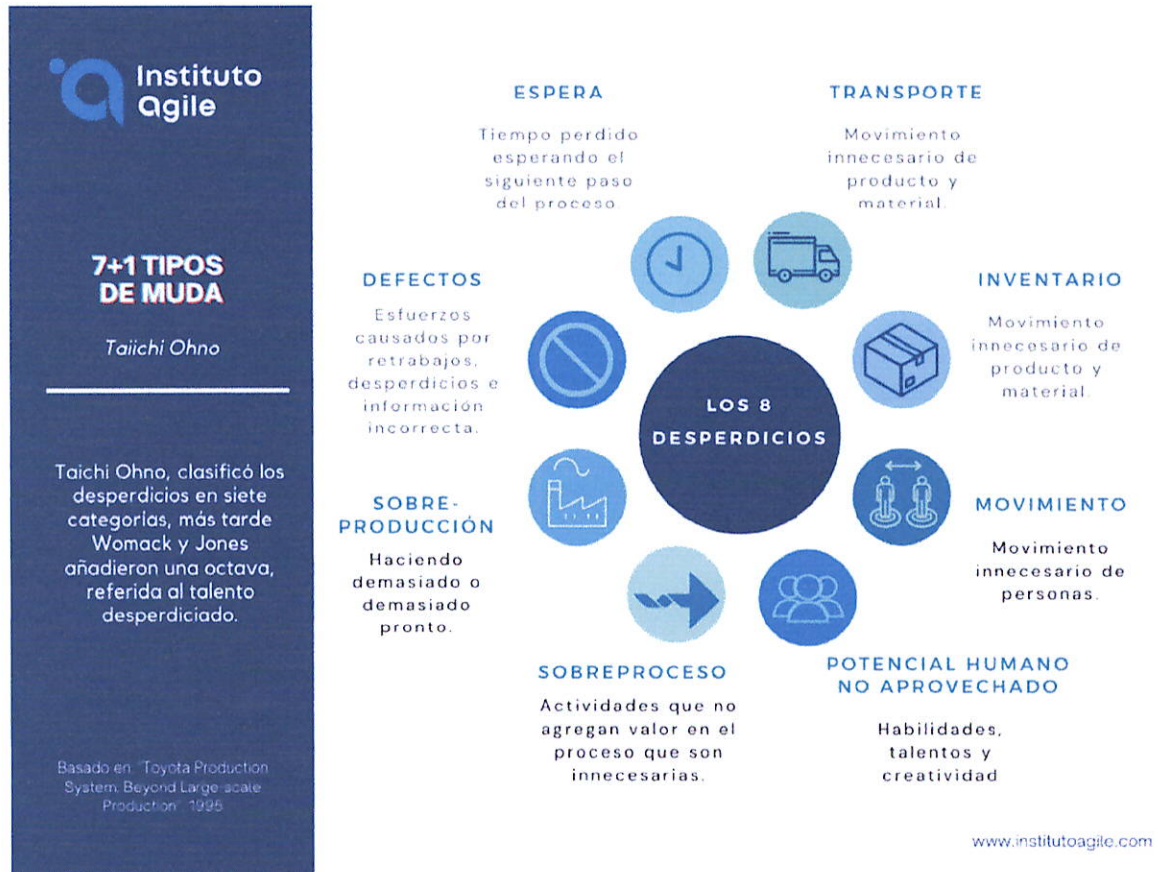 Instituto
agile
7+1 TIPOS
DE MUDA
Taiichi Ohno
Taichi Ohno, clasificó los
desperdicios en siete
categorías, más tarde
Womack y Jones
añadieron una octava,
referida al talento
desperdiciado.
Basado en: "Toyota Production
System: Beyond Large-scale
Production". 1995
ESPERA
Tiempo perdido
esperando el
siguiente paso
del proceso.
TRANSPORTE
Movimiento
innecesario de
producto y
material.
DEFECTOS
Esfuerzos
causados por
retrabajos,
desperdicios e
información
incorrecta.
INVENTARIO
Movimiento
innecesario de
producto y
material.
LOS 8
DESPERDICIOS
SOBRE-
PRODUCCIÓN
Haciendo
demasiado o
demasiado
pronto.
MOVIMIENTO
Movimiento
innecesario de
personas.
SOBREPROCESO
Actividades que no
agregan valor en el
proceso que son
innecesarias.
POTENCIAL HUMANO
NO APROVECHADO
Habilidades,
talentos y
creatividad
www.institutoagile.com